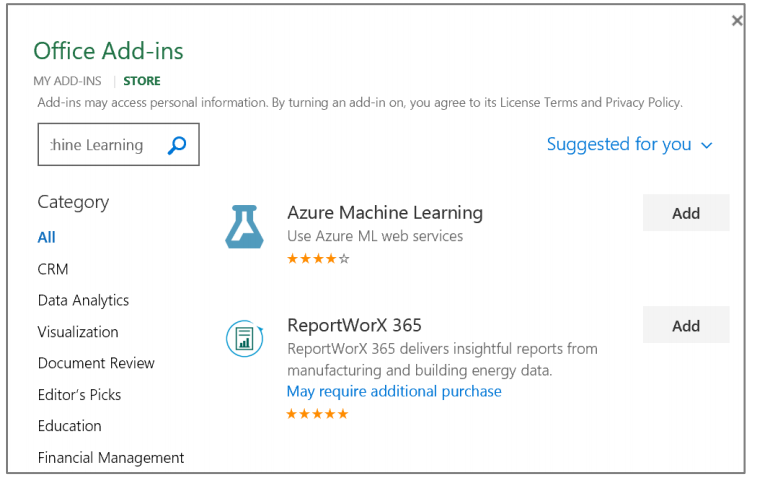 Office Add-ins
MY ADD-INS | STORE
Add-ins may access personal information. By turning an add-in on, you agree to its License Terms and Privacy Policy.
hine Learning
Suggested for you
Category
All
CRM
Data Analytics
Visualization
Document Review
Editor's Picks
Education
Financial Management
Azure Machine Learning
Use Azure ML web services
Add
ReportWorX 365
ReportWorX 365 delivers insightful reports from
manufacturing and building energy data.
May require additional purchase
Add